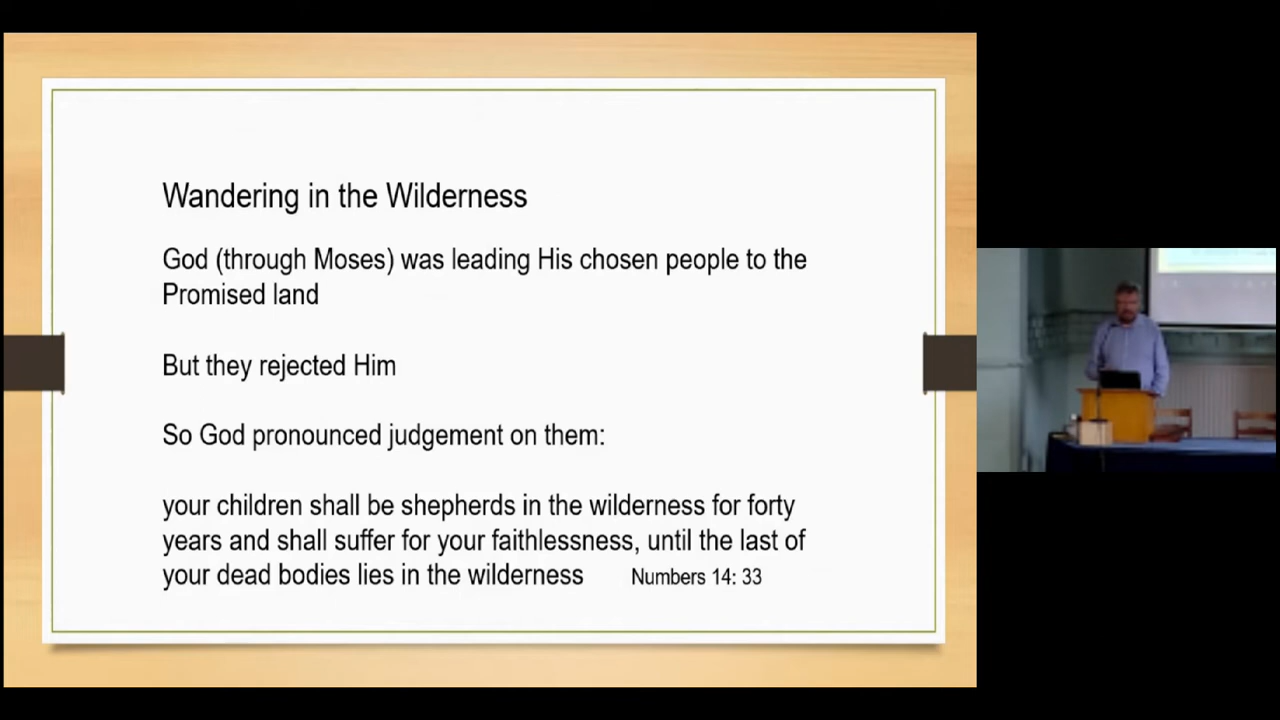 Wandering in the Wilderness
God (through Moses) was leading His chosen people to the
Promised land
But they rejected Him
So God pronounced judgement on them:
your children shall be shepherds in the wilderness for forty
years and shall suffer for your faithlessness, until the last of
your dead bodies lies in the wilderness Numbers 14: 33